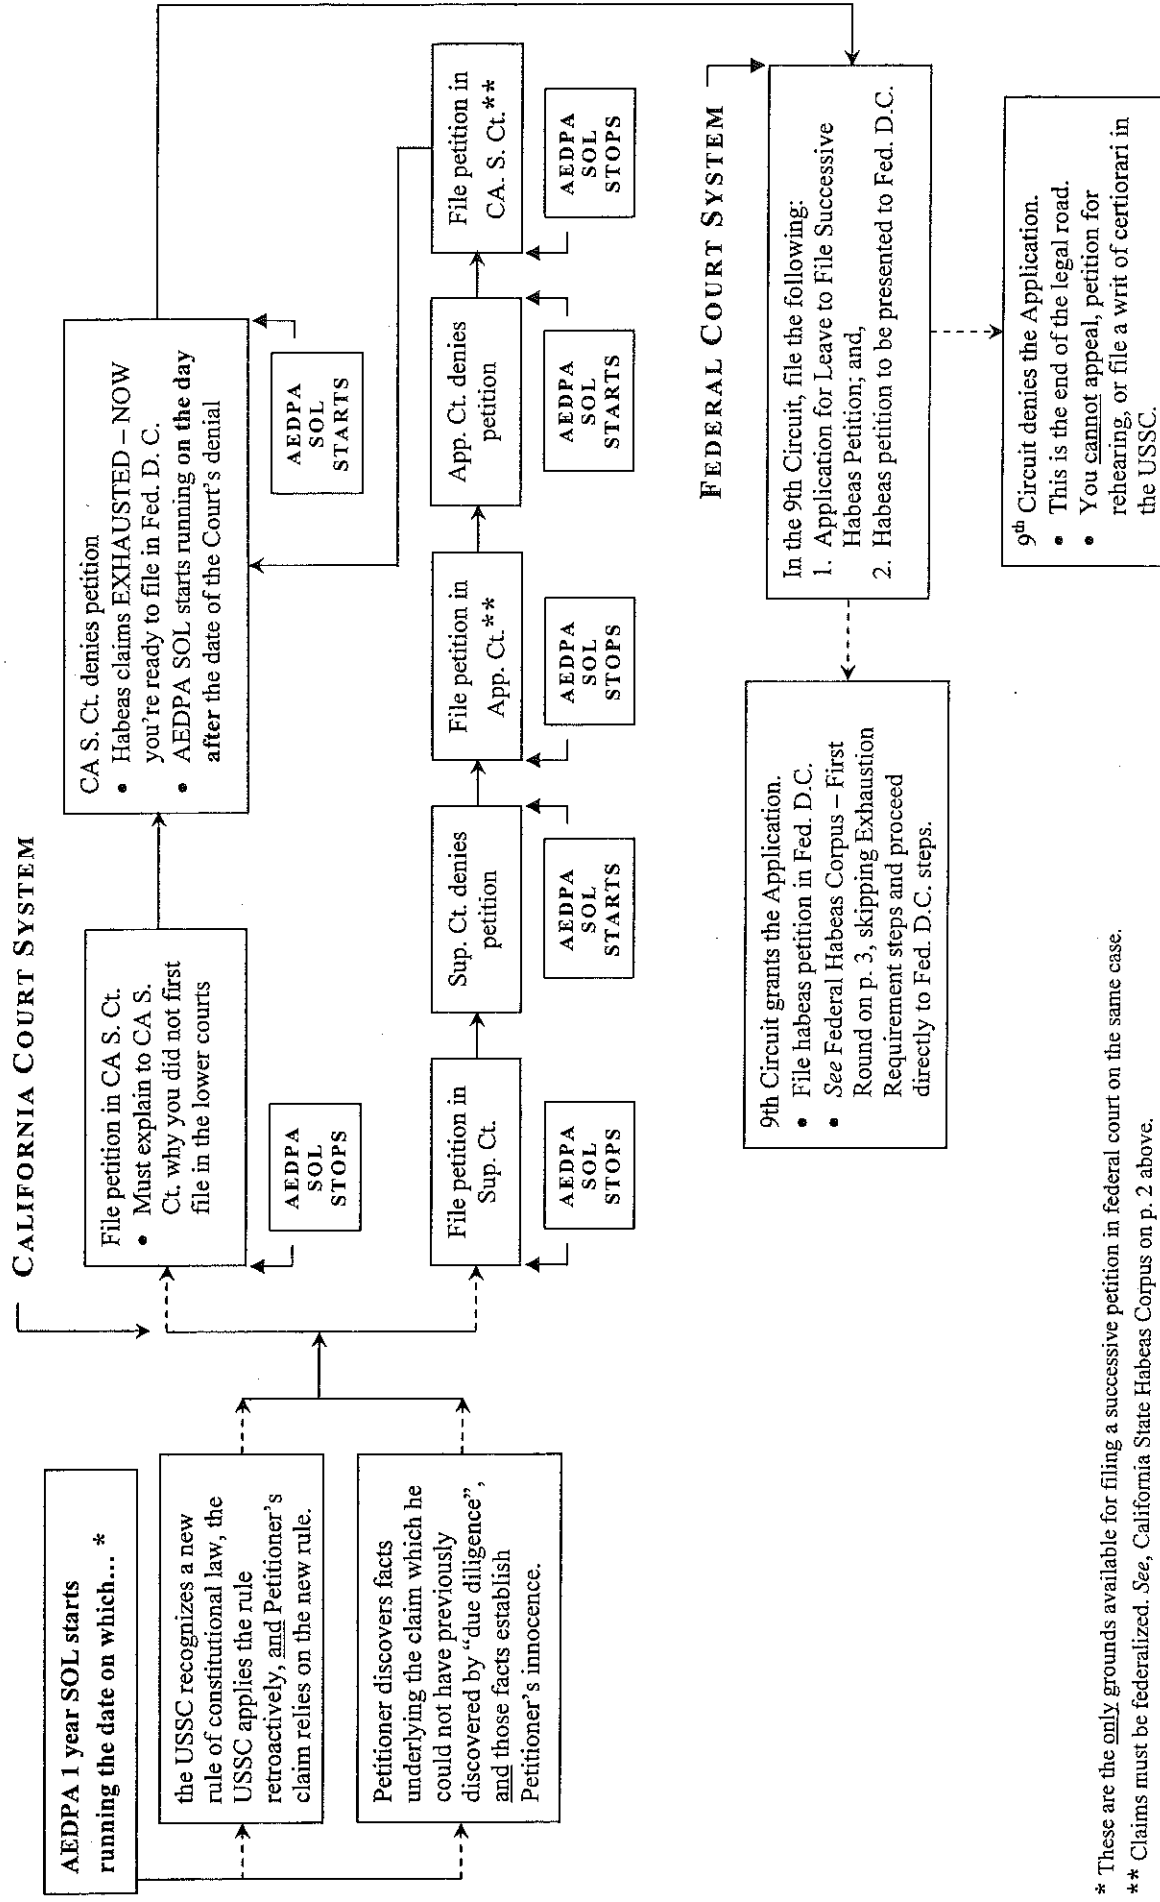 CALIFORNIA COURT SYSTEM
AEDPA 1 year SOL starts
running the date on which... *
the USSC recognizes a new
rule of constitutional law, the
USSC applies the rule
retroactively, and Petitioner's
claim relies on the new rule.
Petitioner discovers facts
underlying the claim which he
could not have previously
discovered by "due diligence",
and those facts establish
Petitioner's innocence.
File petition in CA S. Ct.
• Must explain to CA S.
Ct. why you did not first
file in the lower courts
AEDPA
SOL
STOPS
CA S. Ct. denies petition
• Habeas claims EXHAUSTED – NOW
you're ready to file in Fed. D. C.
• AEDPA SOL starts running on the day
after the date of the Court's denial
AEDPA
SOL
STARTS
File petition in
Sup. Ct.
AEDPA
SOL
STOPS
Sup. Ct. denies
petition
AEDPA
SOL
STARTS
File petition in
App. Ct.**
AEDPA
SOL
STOPS
App. Ct. denies
petition
AEDPA
SOL
STARTS
File petition in
CA. S. Ct.**
AEDPA
SOL
STOPS
FEDERAL COURT SYSTEM
In the 9th Circuit, file the following:
1. Application for Leave to File Successive
Habeas Petition; and,
2. Habeas petition to be presented to Fed. D.C.
9th Circuit grants the Application.
• File habeas petition in Fed. D.C.
• See Federal Habeas Corpus – First
Round on p. 3, skipping Exhaustion
Requirement steps and proceed
directly to Fed. D.C. steps.
9th Circuit denies the Application.
• This is the end of the legal road.
• You cannot appeal, petition for
rehearing, or file a writ of certiorari in
the USSC.
* These are the only grounds available for filing a successive petition in federal court on the same case.
** Claims must be federalized. See, California State Habeas Corpus on p. 2 above.